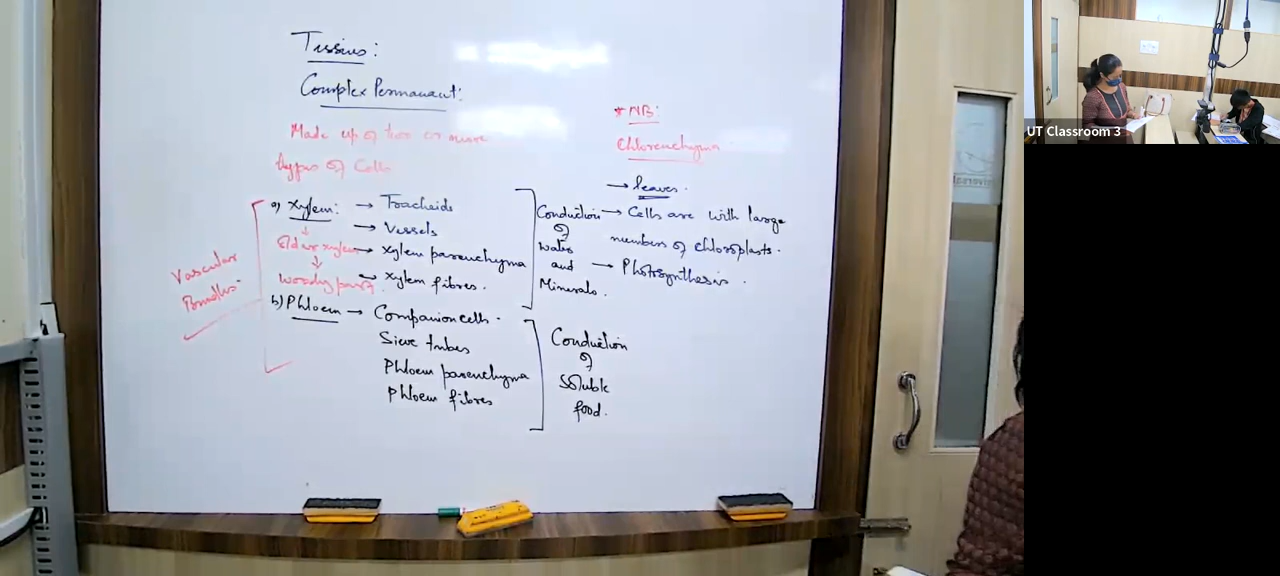 Tissues:
Complex Permanant:
Made up of two or more
types of Cells
a) Xylem: → Tracheids
→ Vessels
Older xylem → Xylem parenchyma
woody part. → Xylem fibres.
Conduction
of
water
and
Minerals.
b) Phloem → Companion cells.
Sieve tubes
Phloem parenchyma
Phloem fibres
Conduction
of
Soluble
food.
Vascular
Bundles.
* NB:
Chlorenchyma
→ leaves.
→ Cells are with large
numbers of chloroplasts.
→ Photosynthesis.
UT Classroom 3